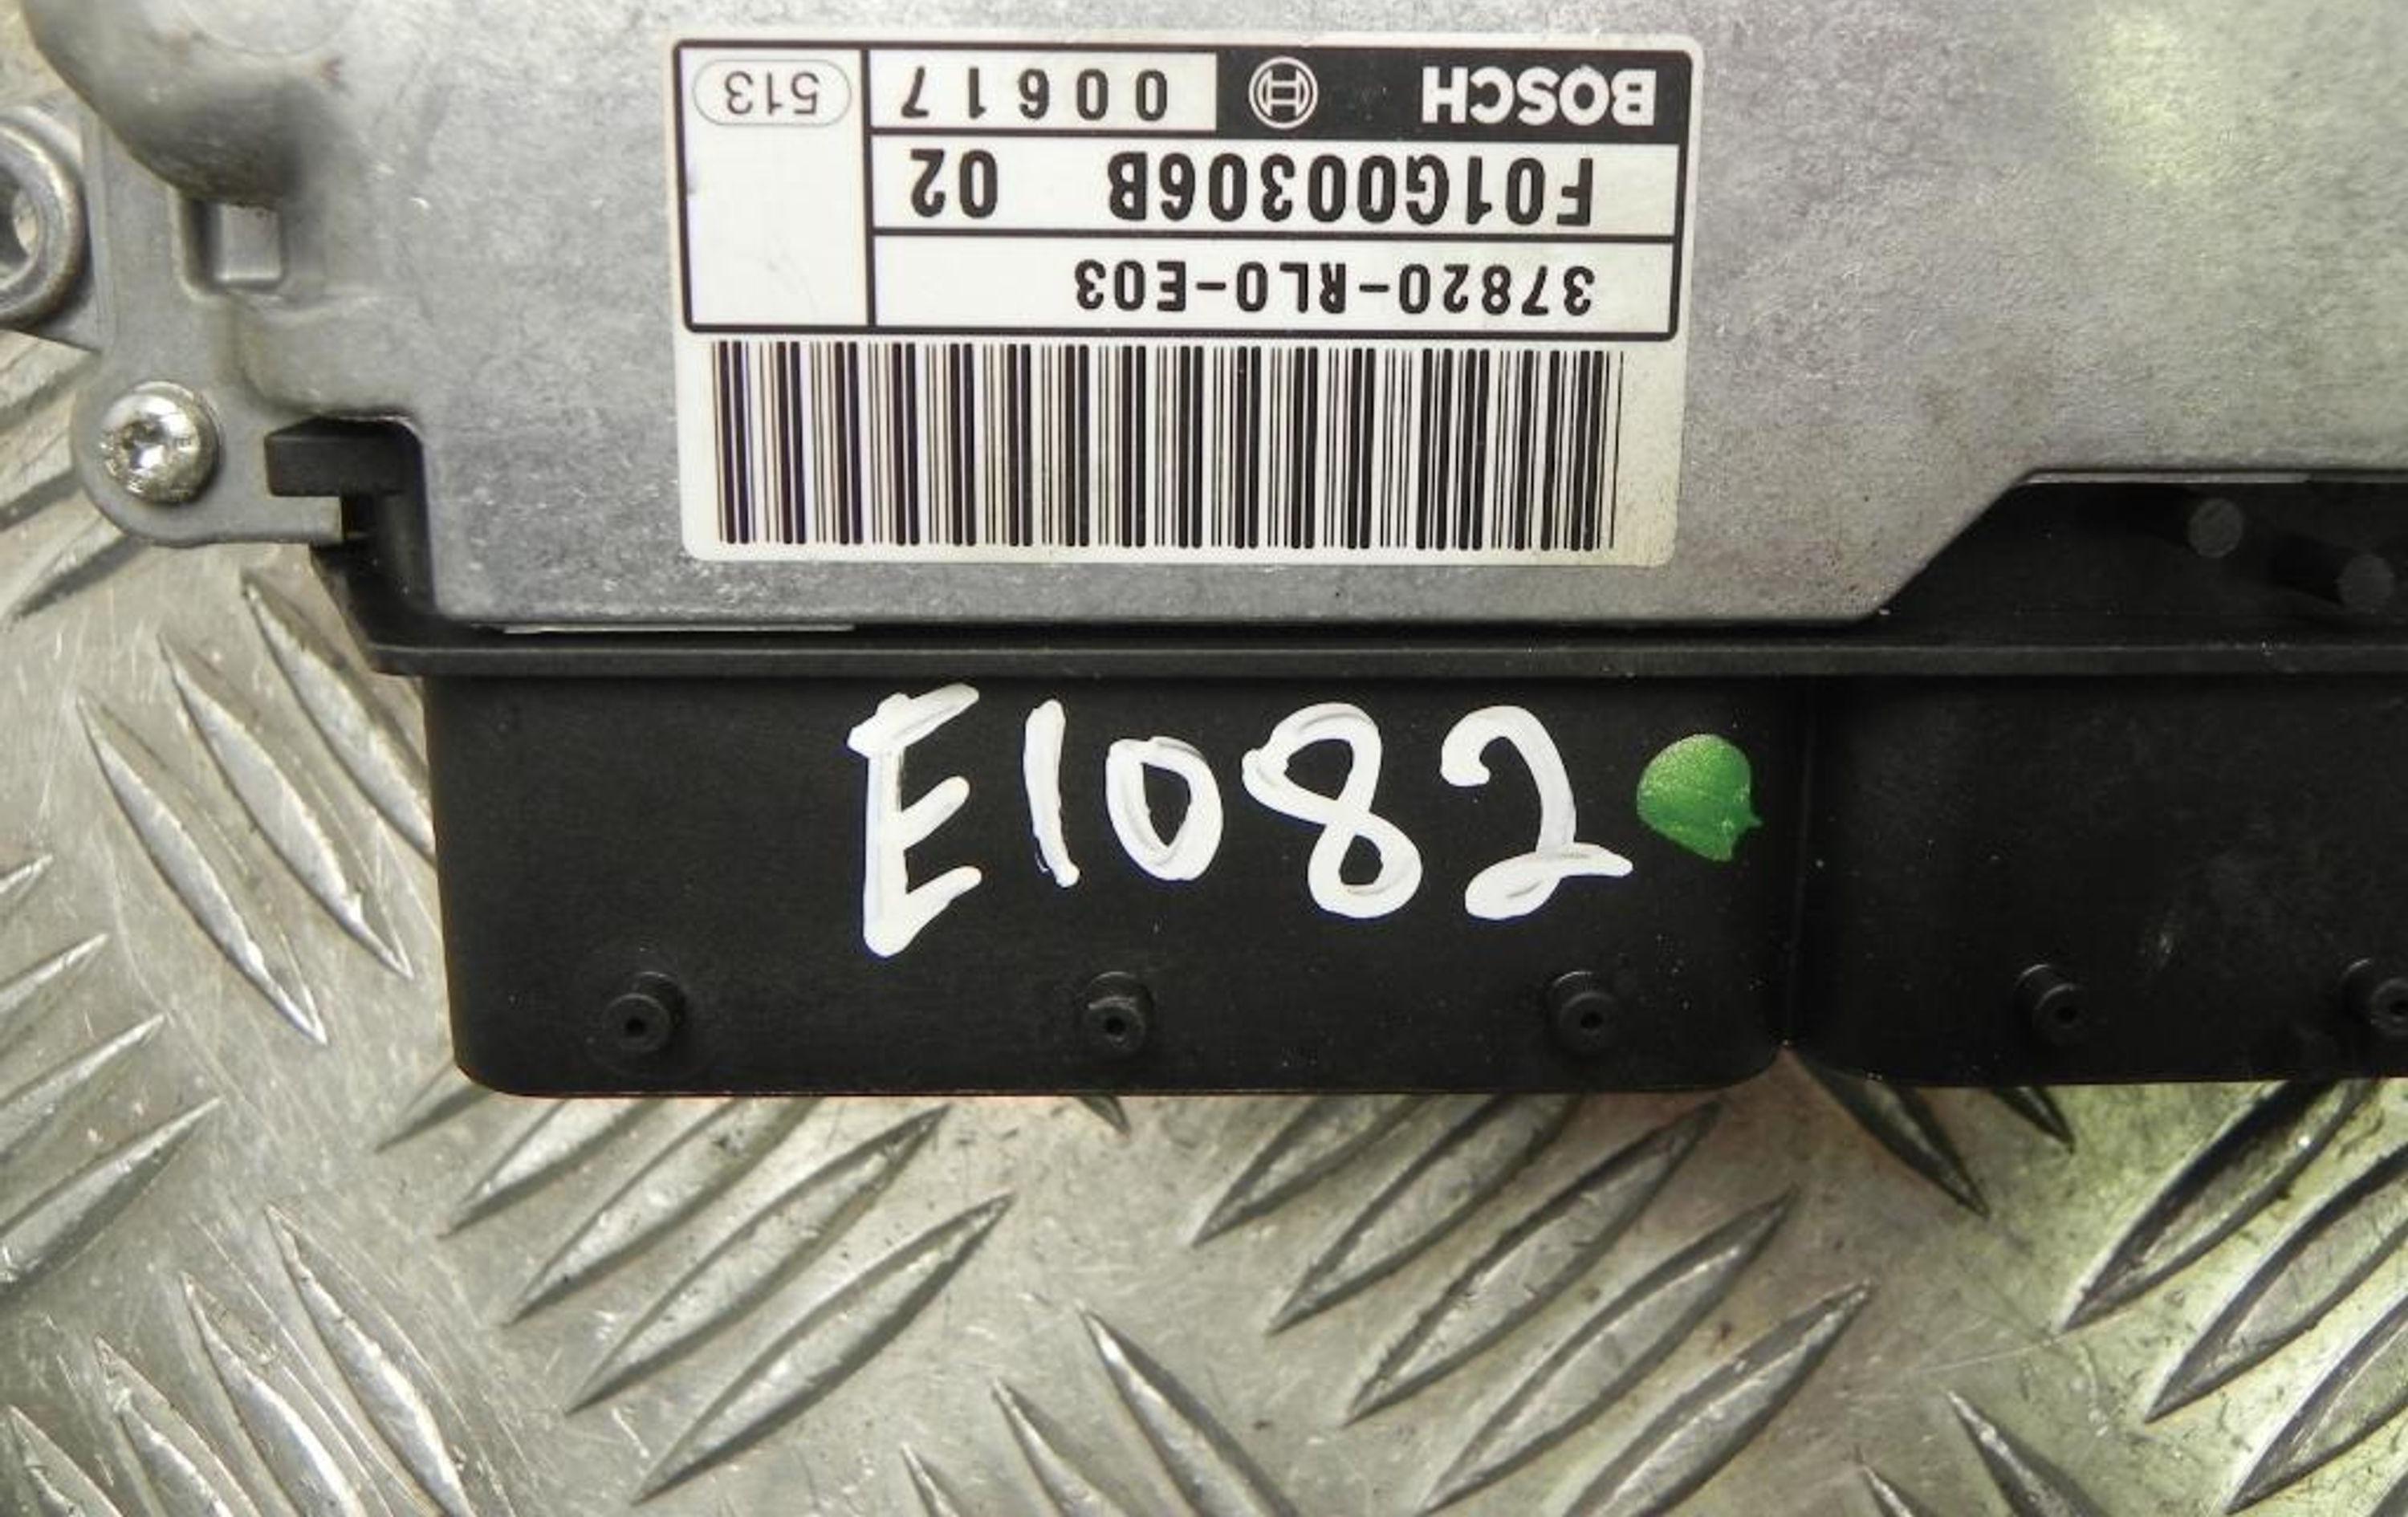 BOSCH 00617 513
F01G00306B 02
37820-RL0-E03
E1082